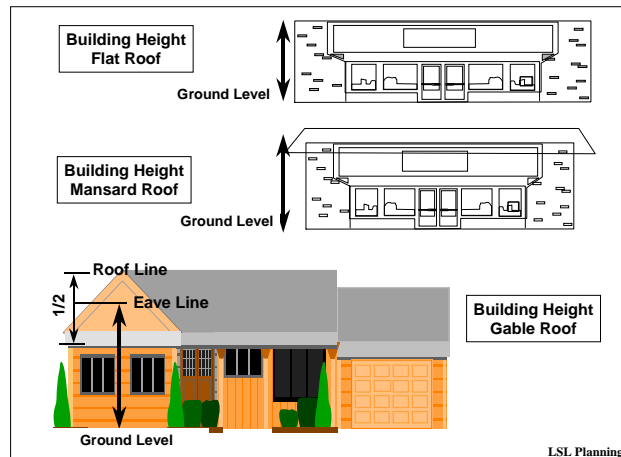 Building Height
Flat Roof
Ground Level
Building Height
Mansard Roof
Ground Level
Roof Line
1/2
Eave Line
Building Height
Gable Roof
Ground Level
LSL Planning